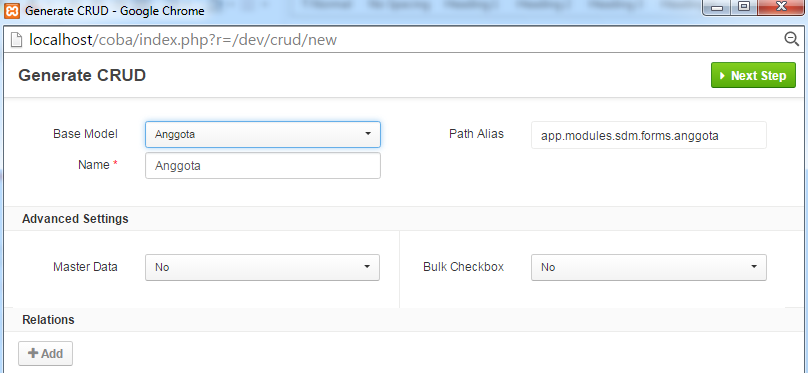 Generate CRUD - Google Chrome
localhost/coba/index.php?r=/dev/crud/new
Generate CRUD
Next Step
Base Model Anggota Path Alias app.modules.sdm.forms.anggota
Name * Anggota
Advanced Settings
Master Data No Bulk Checkbox No
Relations
+ Add